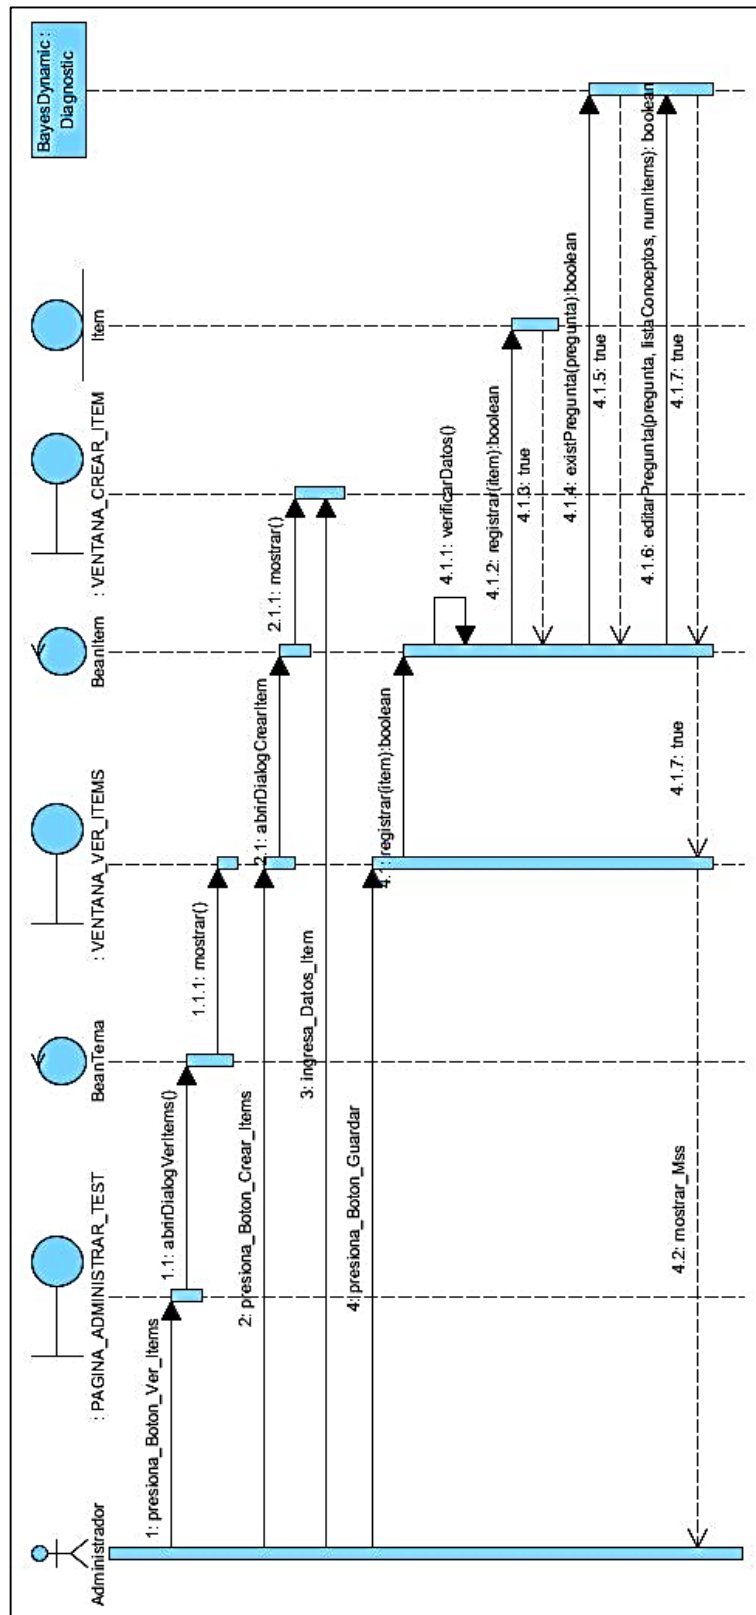 Administrador
: PAGINA_ADMINISTRAR_TEST
BeanTema
: VENTANA_VER_ITEMS
BeanItem
: VENTANA_CREAR_ITEM
Item
BayesDynamic :
Diagnostic
1: presiona_Boton_Ver_Items
1.1: abrirDialogVerItems()
1.1.1: mostrar()
2: presiona_Boton_Crear_Items
2.1: abrirDialogCrearItem
2.1.1: mostrar()
3: ingresa_Datos_Item
4: presiona_Boton_Guardar
4.1: registrar(item):boolean
4.1.1: verificarDatos()
4.1.2: registrar(item):boolean
4.1.3: true
4.1.4: existPregunta(pregunta):boolean
4.1.5: true
4.1.6: editarPregunta(pregunta, listaConceptos, numItems): boolean
4.1.7: true
4.1.7: true
4.2: mostrar_Mss